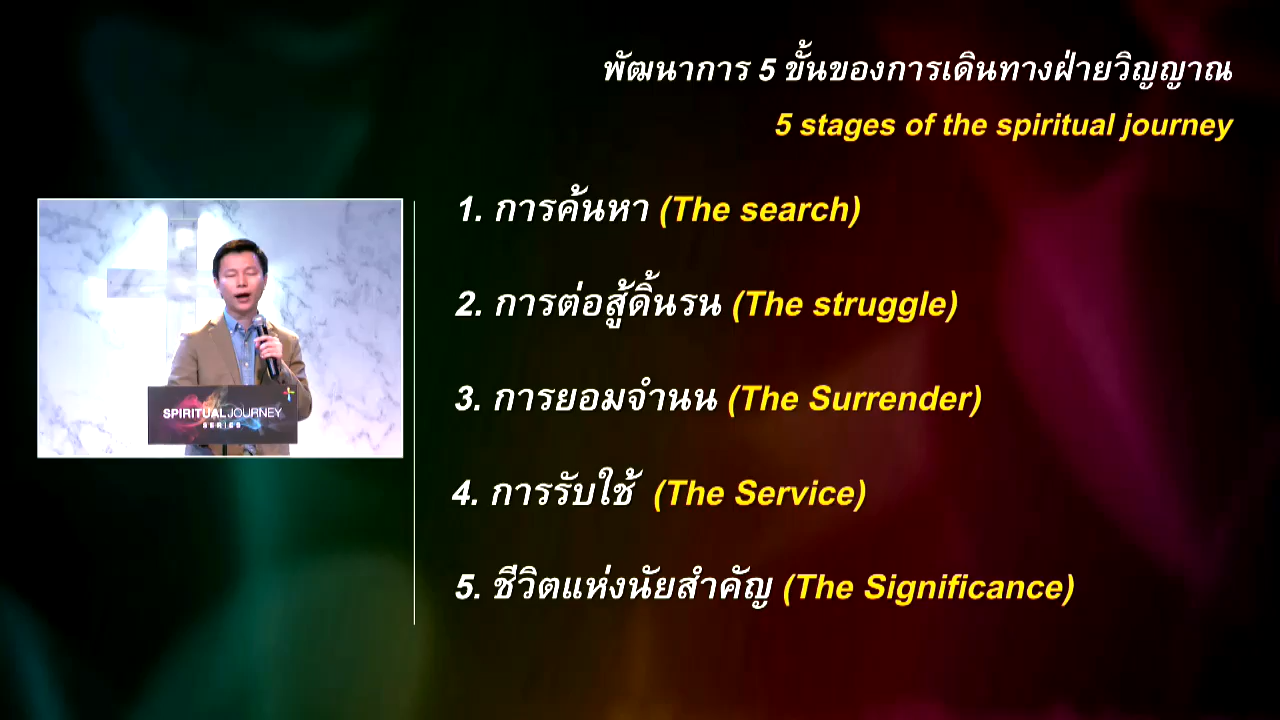 พัฒนาการ 5 ขั้นของการเดินทางฝ่ายวิญญาณ
5 stages of the spiritual journey
1. การค้นหา (The search)
2. การต่อสู้ดิ้นรน (The struggle)
3. การยอมจำนน (The Surrender)
4. การรับใช้ (The Service)
5. ชีวิตแห่งนัยสำคัญ (The Significance)
SPIRITUAL JOURNEY
SERIES